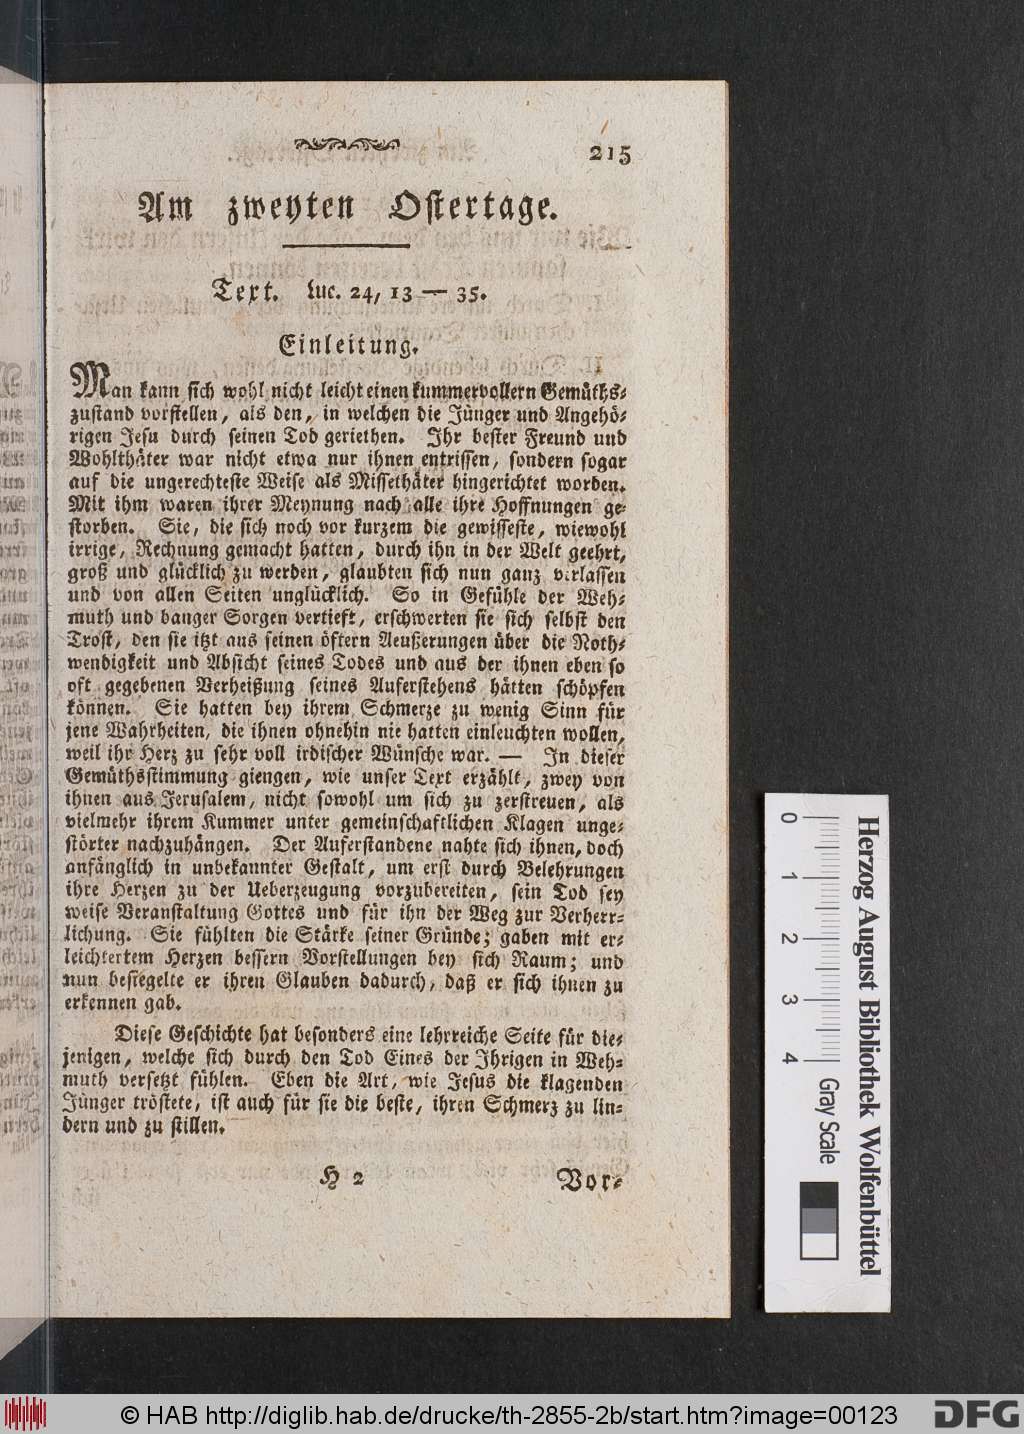 215
Am zweyten Ostertage.
Text. Luc. 24, 13 — 35.
Einleitung.
Man kann sich wohl nicht leicht einen kummervollern Gemüths-
zustand vorstellen, als den, in welchen die Jünger und Angehö-
rigen Jesu durch seinen Tod geriethen. Ihr bester Freund und
Wohlthäter war nicht etwa nur ihnen entrissen, sondern sogar
auf die ungerechteste Weise als Missethäter hingerichtet worden.
Mit ihm waren ihrer Meynung nach alle ihre Hoffnungen ge-
storben. Sie, die sich noch vor kurzem die gewisseste, wiewohl
irrige, Rechnung gemacht hatten, durch ihn in der Welt geehrt,
groß und glücklich zu werden, glaubten sich nun ganz verlassen
und von allen Seiten unglücklich. So in Gefühle der Weh-
muth und banger Sorgen vertieft, erschwerten sie sich selbst den
Trost, den sie itzt aus seinen öftern Aeußerungen über die Noth-
wendigkeit und Absicht seines Todes und aus der ihnen eben so
oft gegebenen Verheißung seines Auferstehens hätten schöpfen
können. Sie hatten bey ihrem Schmerze zu wenig Sinn für
jene Wahrheiten, die ihnen ohnehin nie hatten einleuchten wollen,
weil ihr Herz zu sehr voll irdischer Wünsche war. — In dieser
Gemüthsstimmung giengen, wie unser Text erzählt, zwey von
ihnen aus Jerusalem, nicht sowohl um sich zu zerstreuen, als
vielmehr ihrem Kummer unter gemeinschaftlichen Klagen unge-
störter nachzuhängen. Der Auferstandene nahte sich ihnen, doch
anfänglich in unbekannter Gestalt, um erst durch Belehrungen
ihre Herzen zu der Ueberzeugung vorzubereiten, sein Tod sey
weise Veranstaltung Gottes und für ihn der Weg zur Verherr-
lichung. Sie fühlten die Stärke seiner Gründe; gaben mit er-
leichtertem Herzen bessern Vorstellungen bey sich Raum; und
nun besiegelte er ihren Glauben dadurch, daß er sich ihnen zu
erkennen gab.
Diese Geschichte hat besonders eine lehrreiche Seite für die-
jenigen, welche sich durch den Tod Eines der Ihrigen in Weh-
muth versetzt fühlen. Eben die Art, wie Jesus die klagenden
Jünger tröstete, ist auch für sie die beste, ihren Schmerz zu lin-
dern und zu stillen.
H 2 Vor-
0 1 2 3 4
Gray Scale
Herzog August Bibliothek Wolfenbüttel
© HAB http://diglib.hab.de/drucke/th-2855-2b/start.htm?image=00123
DFG